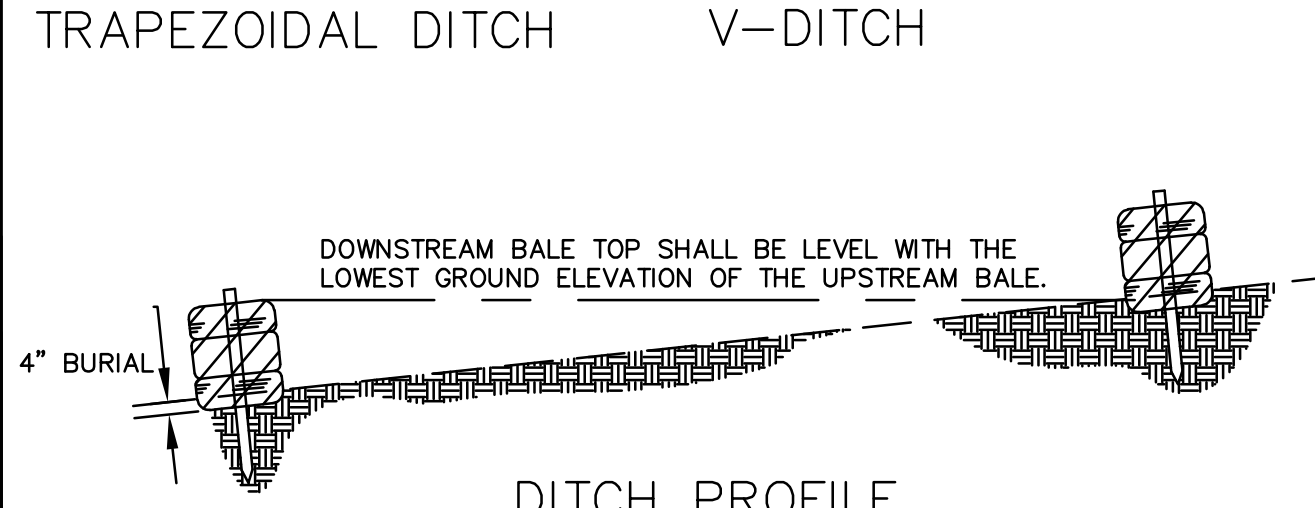 TRAPEZOIDAL DITCH V-DITCH
DOWNSTREAM BALE TOP SHALL BE LEVEL WITH THE
LOWEST GROUND ELEVATION OF THE UPSTREAM BALE.
4" BURIAL
DITCH PROFILE